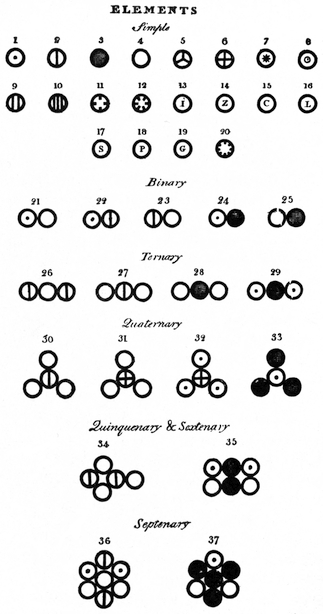 ELEMENTS
Simple
1 2 3 4 5 6 7 8
9 10 11 12 13 14 15 16
I Z C L
17 18 19 20
S P G
Binary
21 22 23 24 25
Ternary
26 27 28 29
Quaternary
30 31 32 33
Quinquenary & Sextenary
34 35
Septenary
36 37